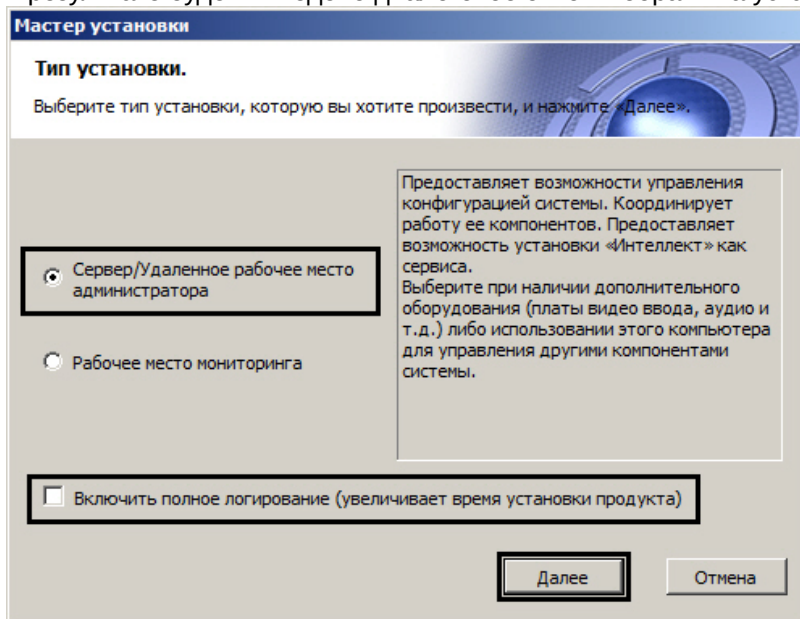 Мастер установки
Тип установки.
Выберите тип установки, которую вы хотите произвести, и нажмите «Далее».
Предоставляет возможности управления
конфигурацией системы. Координирует
работу ее компонентов. Предоставляет
возможность установки «Интеллект» как
сервиса.
Выберите при наличии дополнительного
оборудования (платы видео ввода, аудио и
т.д.) либо использовании этого компьютера
для управления другими компонентами
системы.
Сервер/Удаленное рабочее место
администратора
Рабочее место мониторинга
Включить полное логирование (увеличивает время установки продукта)
Далее
Отмена